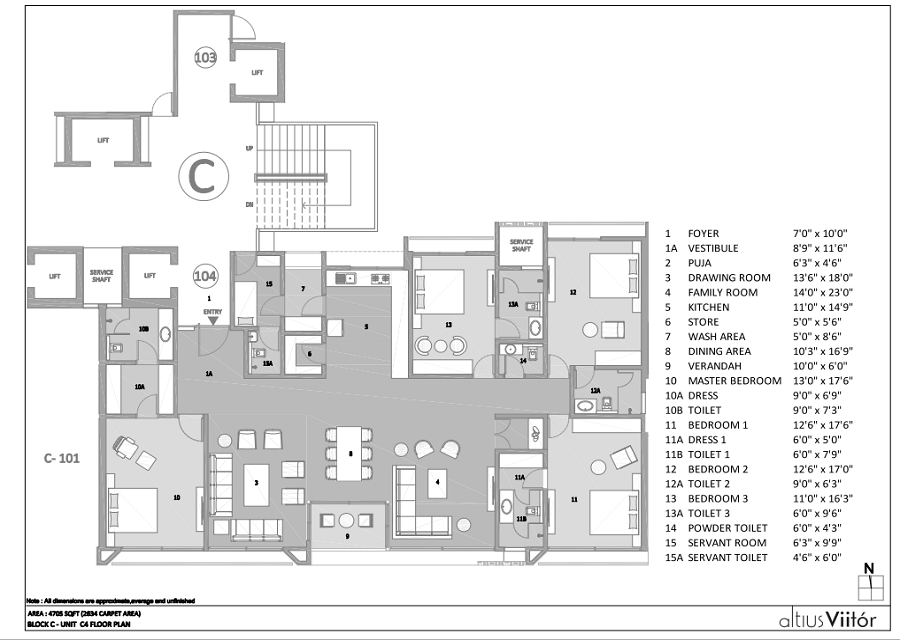 103
LIFT
LIFT
UP
C
DN
LIFT
SERVICE
SHAFT
LIFT
104
1
ENTRY
SERVICE
SHAFT
15
7
12
13A
10B
5
13
15A
6
14
1A
10A
12A
C- 101
8
3
4
11A
10
11
11B
9
1 FOYER 7'0" x 10'0"
1A VESTIBULE 8'9" x 11'6"
2 PUJA 6'3" x 4'6"
3 DRAWING ROOM 13'6" x 18'0"
4 FAMILY ROOM 14'0" x 23'0"
5 KITCHEN 11'0" x 14'9"
6 STORE 5'0" x 5'6"
7 WASH AREA 5'0" x 8'6"
8 DINING AREA 10'3" x 16'9"
9 VERANDAH 10'0" x 6'0"
10 MASTER BEDROOM 13'0" x 17'6"
10A DRESS 9'0" x 6'9"
10B TOILET 9'0" x 7'3"
11 BEDROOM 1 12'6" x 17'6"
11A DRESS 1 6'0" x 5'0"
11B TOILET 1 6'0" x 7'9"
12 BEDROOM 2 12'6" x 17'0"
12A TOILET 2 9'0" x 6'3"
13 BEDROOM 3 11'0" x 16'3"
13A TOILET 3 6'0" x 9'6"
14 POWDER TOILET 6'0" x 4'3"
15 SERVANT ROOM 6'3" x 9'9"
15A SERVANT TOILET 4'6" x 6'0"
N
Note : All dimensions are approximate,average and unfinished
AREA : 4705 SQFT (2834 CARPET AREA)
BLOCK C - UNIT C4 FLOOR PLAN
altius Viitór